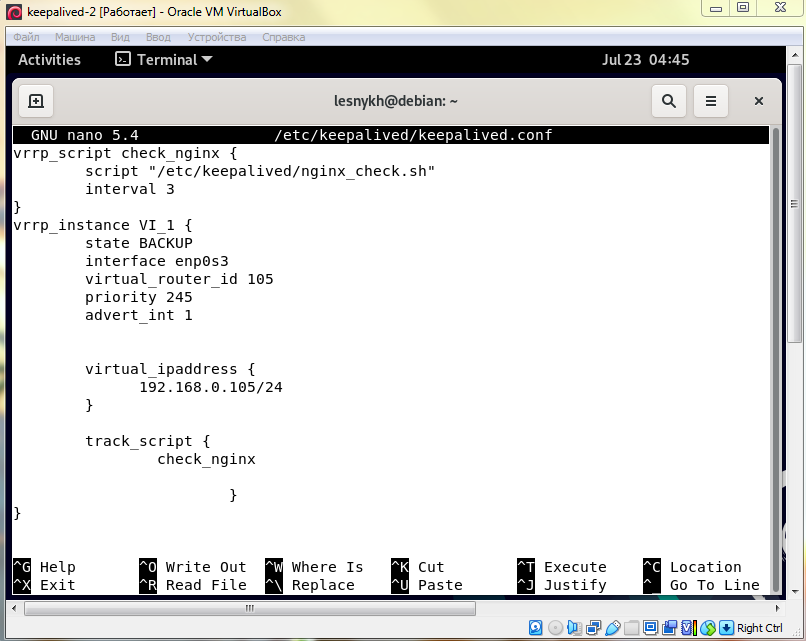 keepalived-2 [Работает] - Oracle VM VirtualBox
Файл Машина Вид Ввод Устройства Справка
Activities Terminal Jul 23 04:45
lesnykh@debian: ~
GNU nano 5.4 /etc/keepalived/keepalived.conf
vrrp_script check_nginx {
script "/etc/keepalived/nginx_check.sh"
interval 3
}
vrrp_instance VI_1 {
state BACKUP
interface enp0s3
virtual_router_id 105
priority 245
advert_int 1
virtual_ipaddress {
192.168.0.105/24
}
track_script {
check_nginx
}
}
^G Help ^O Write Out ^W Where Is ^K Cut ^T Execute ^C Location
^X Exit ^R Read File ^\ Replace ^U Paste ^J Justify ^_ Go To Line
Right Ctrl